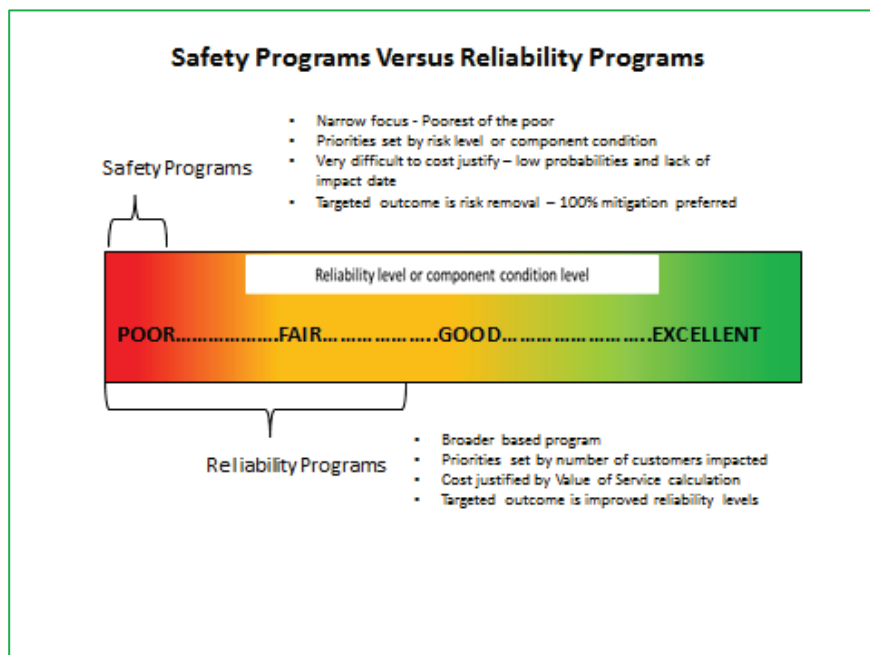 Safety Programs Versus Reliability Programs
▪ Narrow focus - Poorest of the poor
▪ Priorities set by risk level or component condition
▪ Very difficult to cost justify – low probabilities and lack of
impact date
▪ Targeted outcome is risk removal – 100% mitigation preferred
Safety Programs
Reliability level or component condition level
POOR……………….FAIR………………..GOOD…………………….EXCELLENT
Reliability Programs
▪ Broader based program
▪ Priorities set by number of customers impacted
▪ Cost justified by Value of Service calculation
▪ Targeted outcome is improved reliability levels